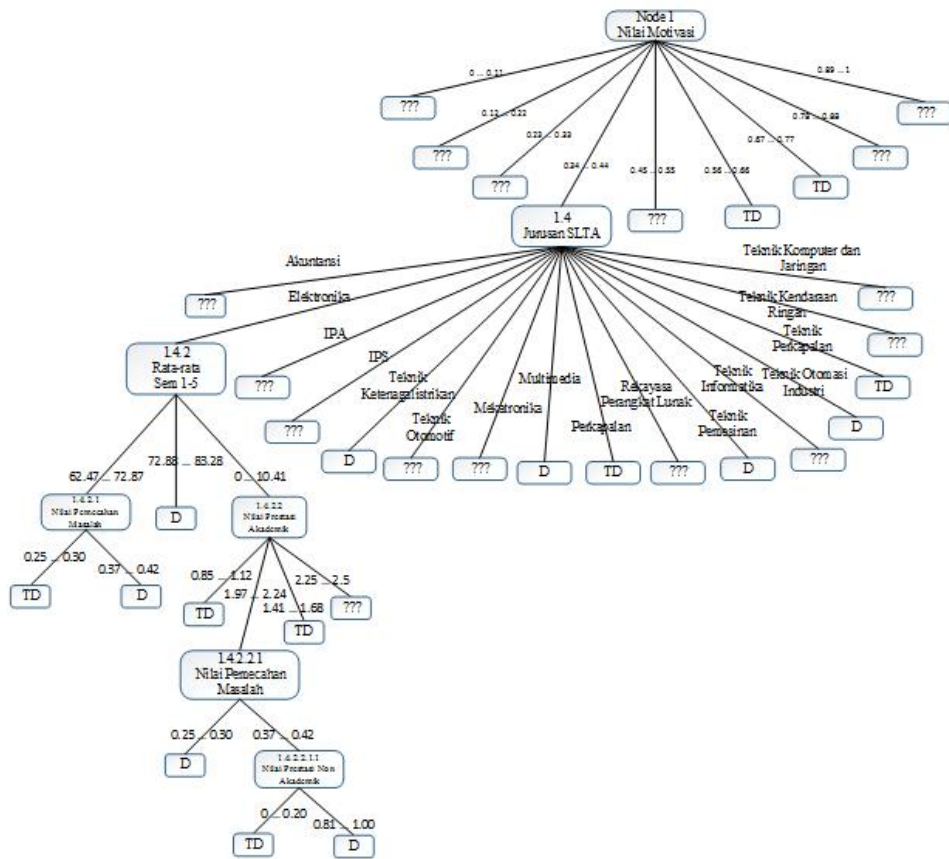 Node 1
Nilai Motivasi
0 ... 0.11
0.89 ...1
???
???
0.12 ... 0.22
0.78 ... 0.88
0.23 ... 0.33
0.67 ... 0.77
???
???
0.34 ... 0.44
0.45 ... 0.55
0.56 ... 0.66
???
TD
1.4
Jurusan SLTA
???
TD
Akuntansi
Teknik Komputer dan
Jaringan
???
???
Elektronika
Teknik Kendaraan
Ringan
IPA
???
Teknik
Perkapalan
1.4.2
Rata-rata
Sem 1-5
???
IPS
TD
Teknik
Ketenagalistrikan
Multimedia
Rekayasa
Perangkat Lunak
Teknik
Informatika
Teknik Otomasi
Industri
Teknik
Otomotif
Mekatronika
Perkapalan
Teknik
Pemesinan
???
D
D
???
???
D
TD
???
D
???
62.47 ... 72.87
72.88 ... 83.28
0 ... 10.41
1.4.2.1
Nilai Pemecahan
Masalah
D
1.4.2.2
Nilai Prestasi
Akademik
0.25 ... 0.30
0.37 ... 0.42
TD
D
0.85 ... 1.12
1.97 ... 2.24
1.41 ... 1.68
2.25 ... 2.5
TD
TD
???
1.4.2.2.1
Nilai Pemecahan
Masalah
0.25 ... 0.30
0.37 ... 0.42
D
1.4.2.2.1.1
Nilai Prestasi Non
Akademik
0 ... 0.20
0.81 ... 1.00
TD
D